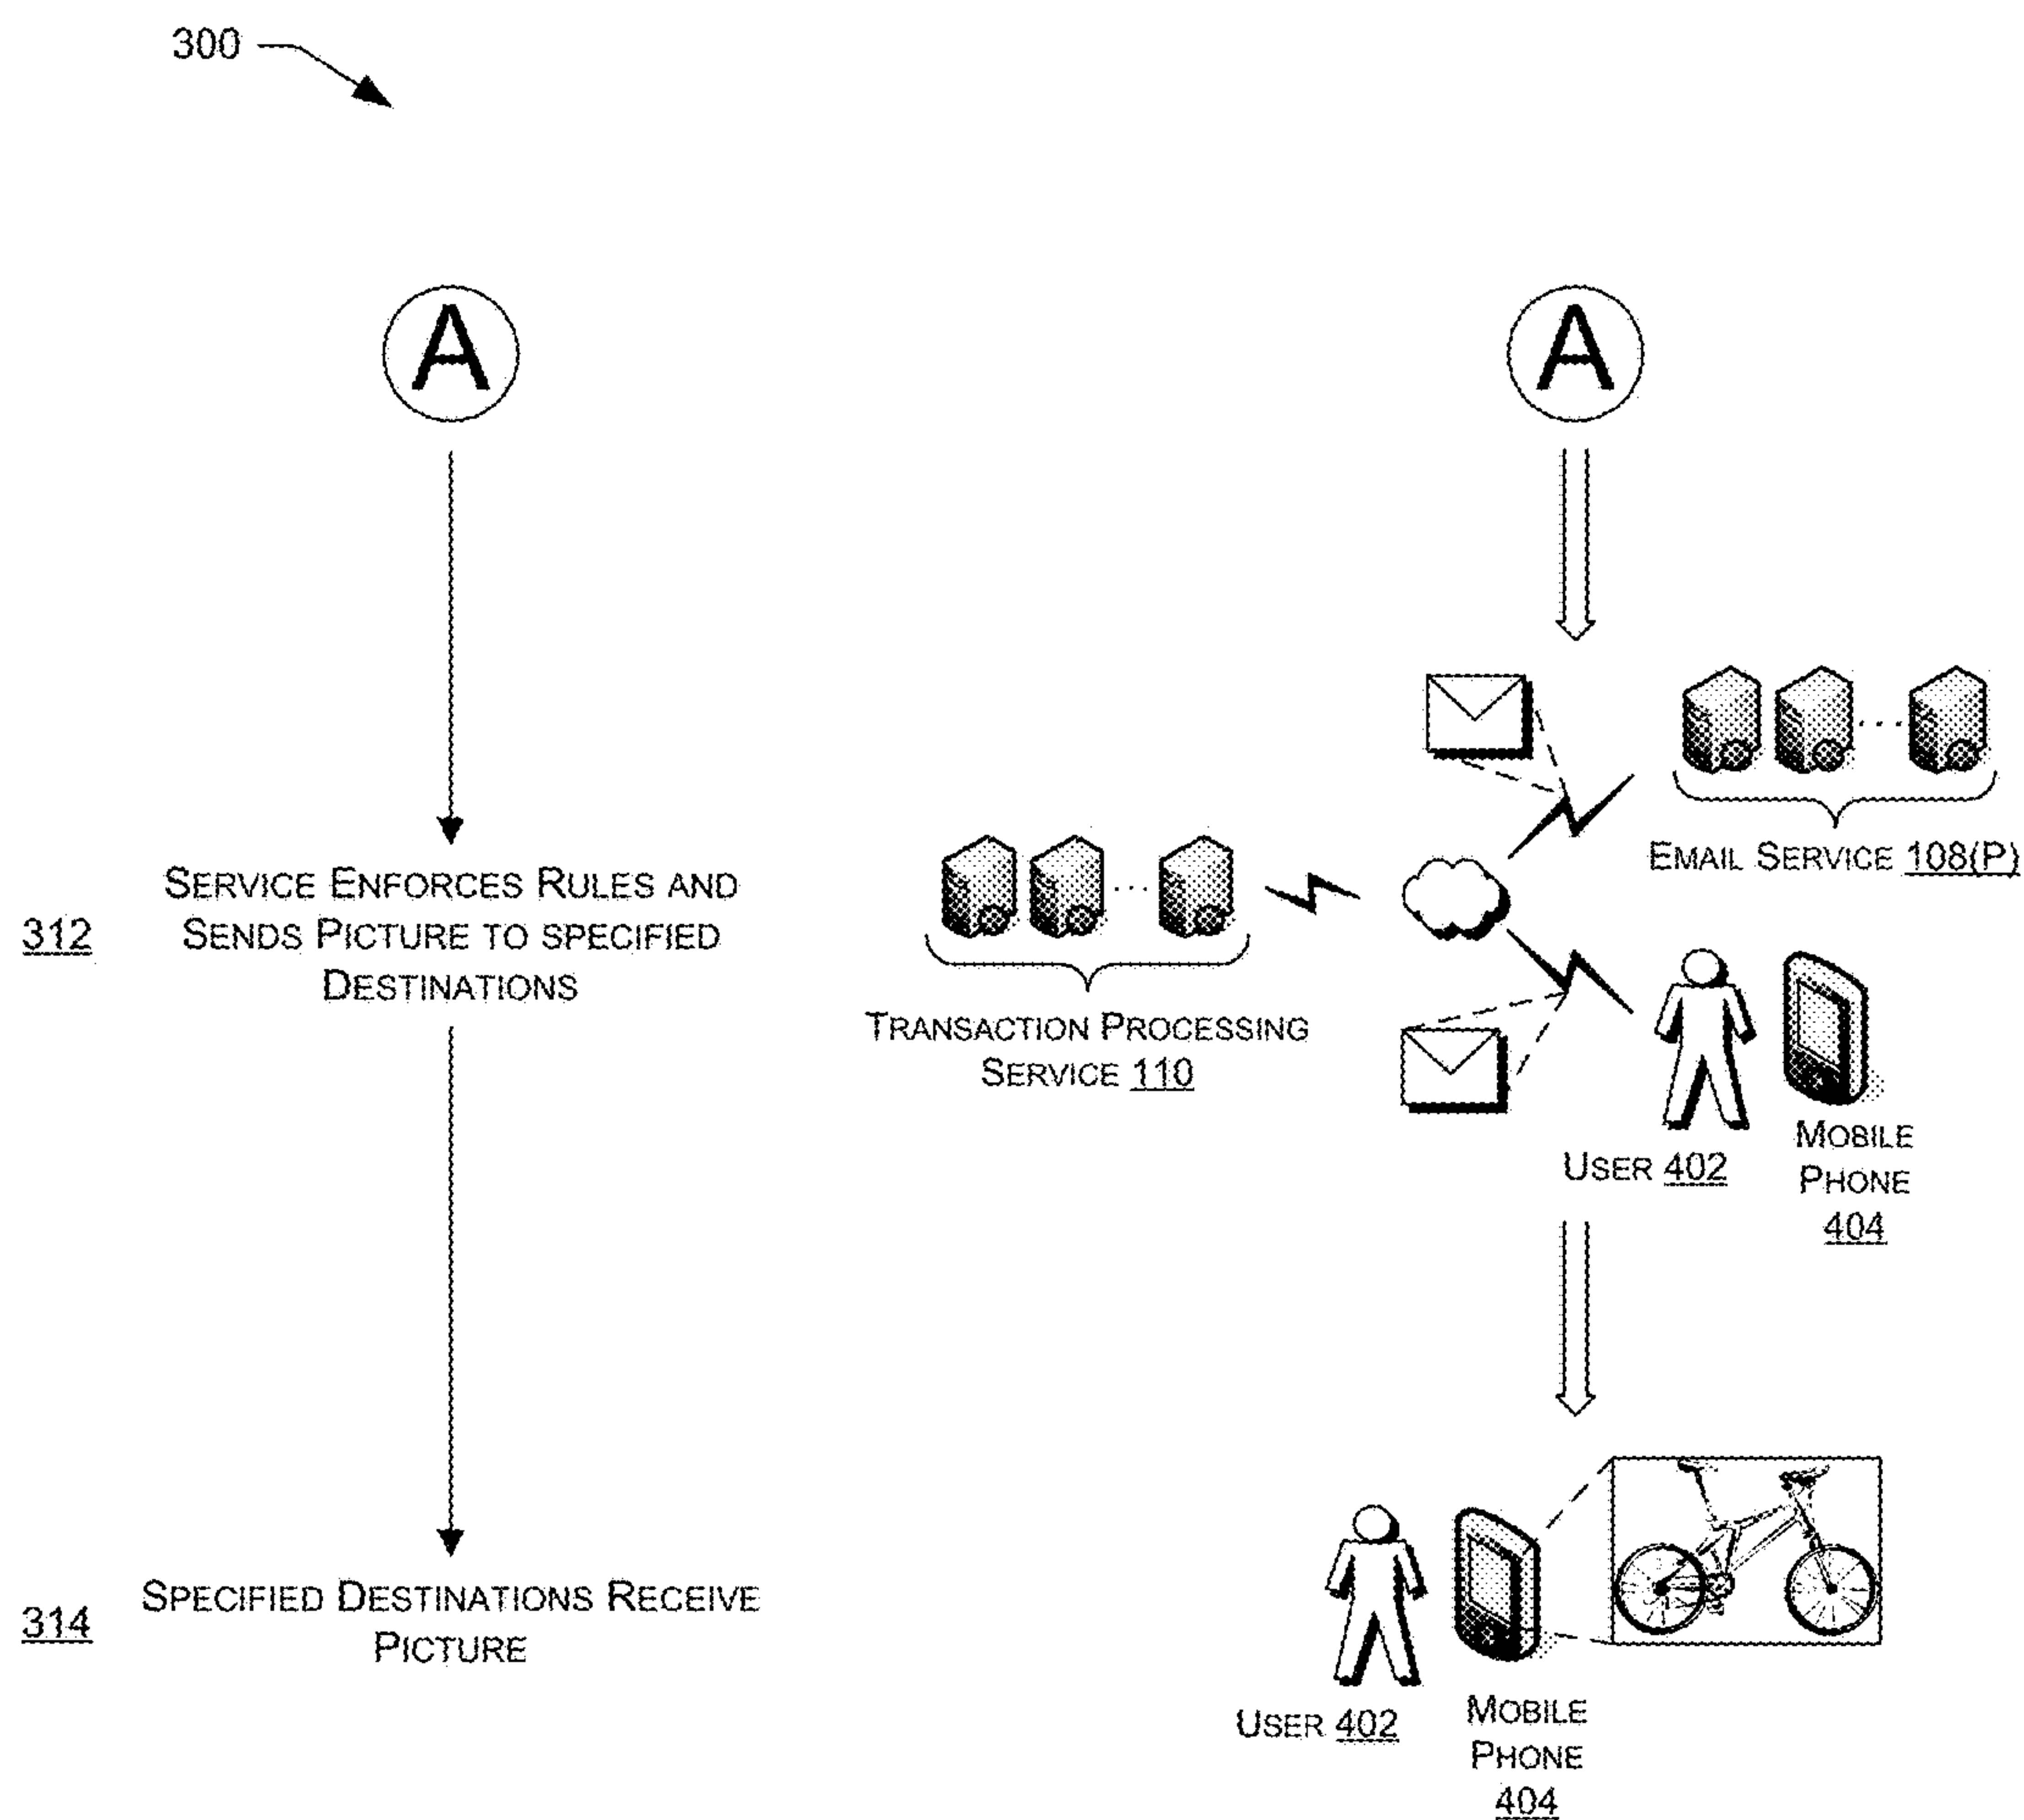 300
A
A
EMAIL SERVICE 108(P)
312
SERVICE ENFORCES RULES AND
SENDS PICTURE TO SPECIFIED
DESTINATIONS
TRANSACTION PROCESSING
SERVICE 110
USER 402
MOBILE
PHONE
404
314
SPECIFIED DESTINATIONS RECEIVE
PICTURE
USER 402
MOBILE
PHONE
404